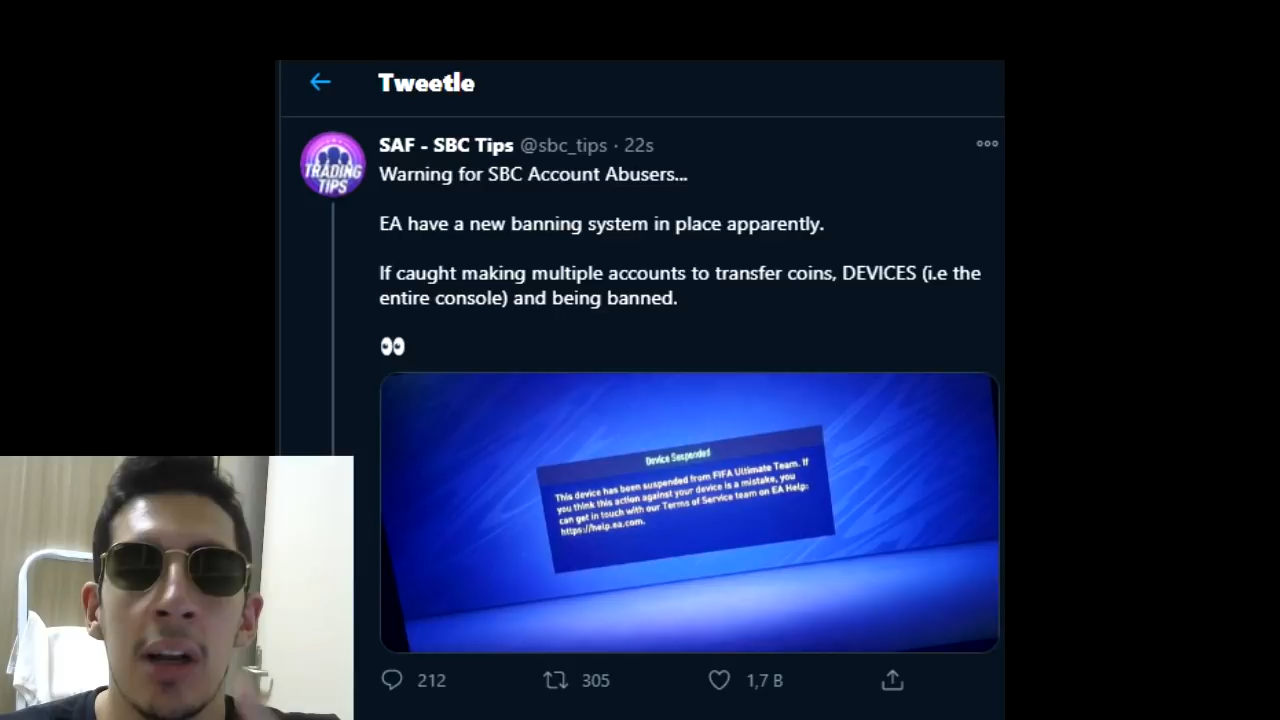 Tweetle
SAF - SBC Tips @sbc_tips · 22s
TRADING
TIPS
Warning for SBC Account Abusers...
EA have a new banning system in place apparently.
If caught making multiple accounts to transfer coins, DEVICES (i.e the
entire console) and being banned.
Device Suspended
This device has been suspended from FIFA Ultimate Team. If
you think this action against your device is a mistake, you
can get in touch with our Terms of Service team on EA Help:
https://help.ea.com.
212 305 1,7 B